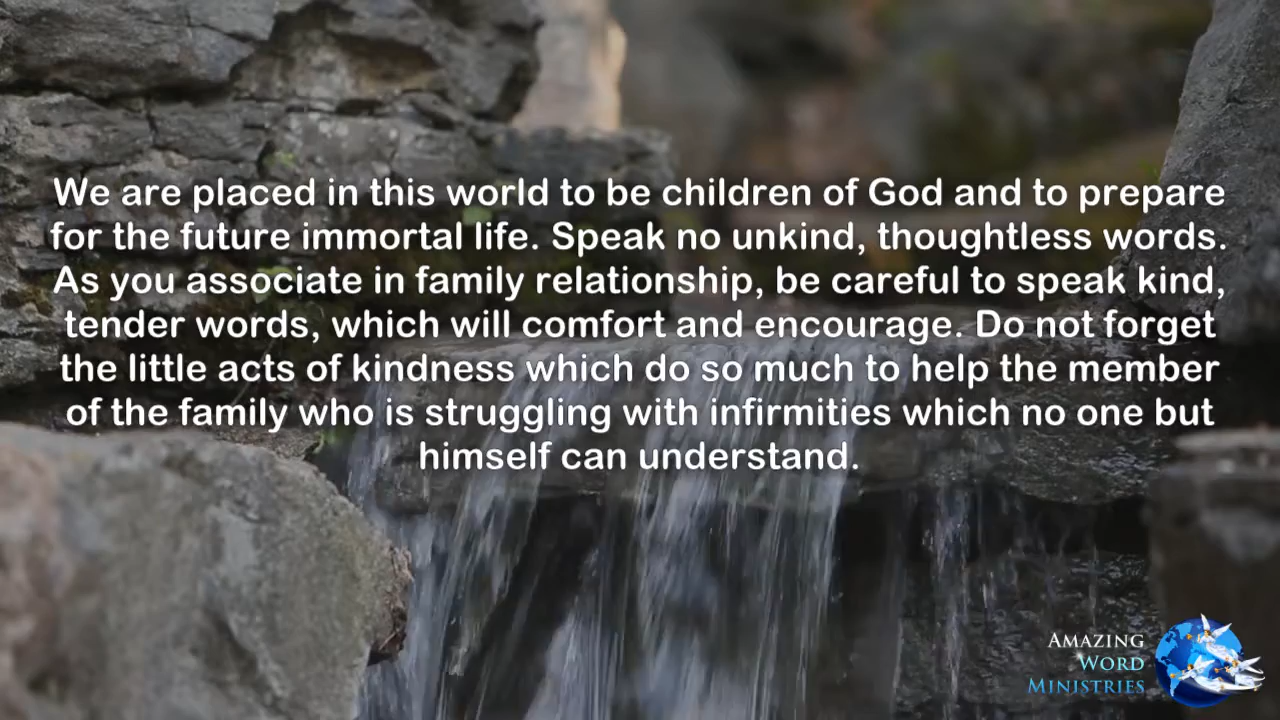 We are placed in this world to be children of God and to prepare
for the future immortal life. Speak no unkind, thoughtless words.
As you associate in family relationship, be careful to speak kind,
tender words, which will comfort and encourage. Do not forget
the little acts of kindness which do so much to help the member
of the family who is struggling with infirmities which no one but
himself can understand.
Amazing
Word
Ministries